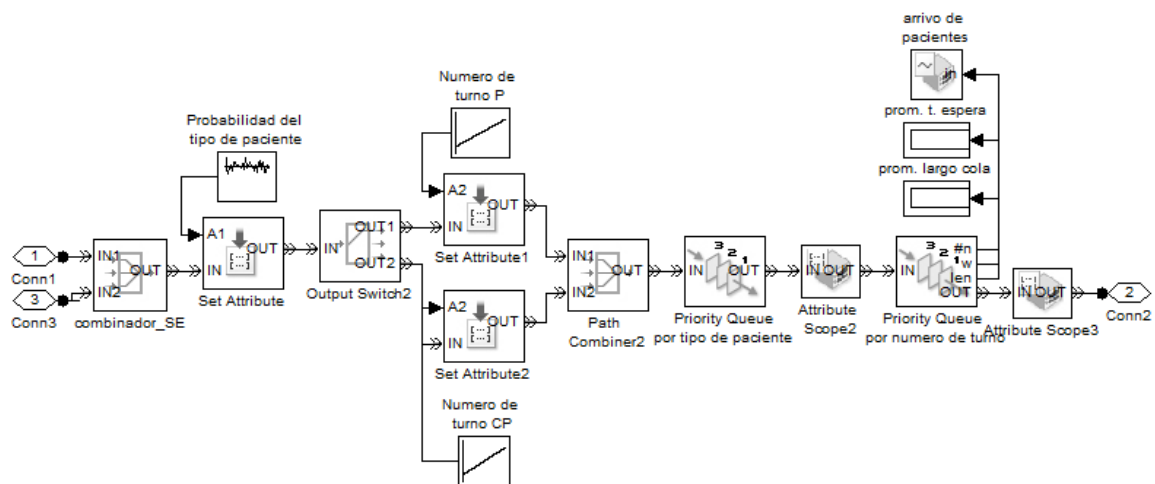 arrivo de
pacientes
in
prom. t. espera
prom. largo cola
Numero de
turno P
Probabilidad del
tipo de paciente
A1
IN
OUT
Set Attribute
1
Conn1
3
Conn3
IN1
IN2
OUT
combinador_SE
IN
OUT1
OUT2
Output Switch2
A2
IN
OUT
Set Attribute1
A2
IN
OUT
Set Attribute2
Numero de
turno CP
IN1
IN2
OUT
Path
Combiner2
3 2 1
IN
OUT
Priority Queue
por tipo de paciente
IN OUT
Attribute
Scope2
3 2 1
IN
#n
w
len
OUT
Priority Queue
por numero de turno
IN OUT
Attribute Scope3
2
Conn2